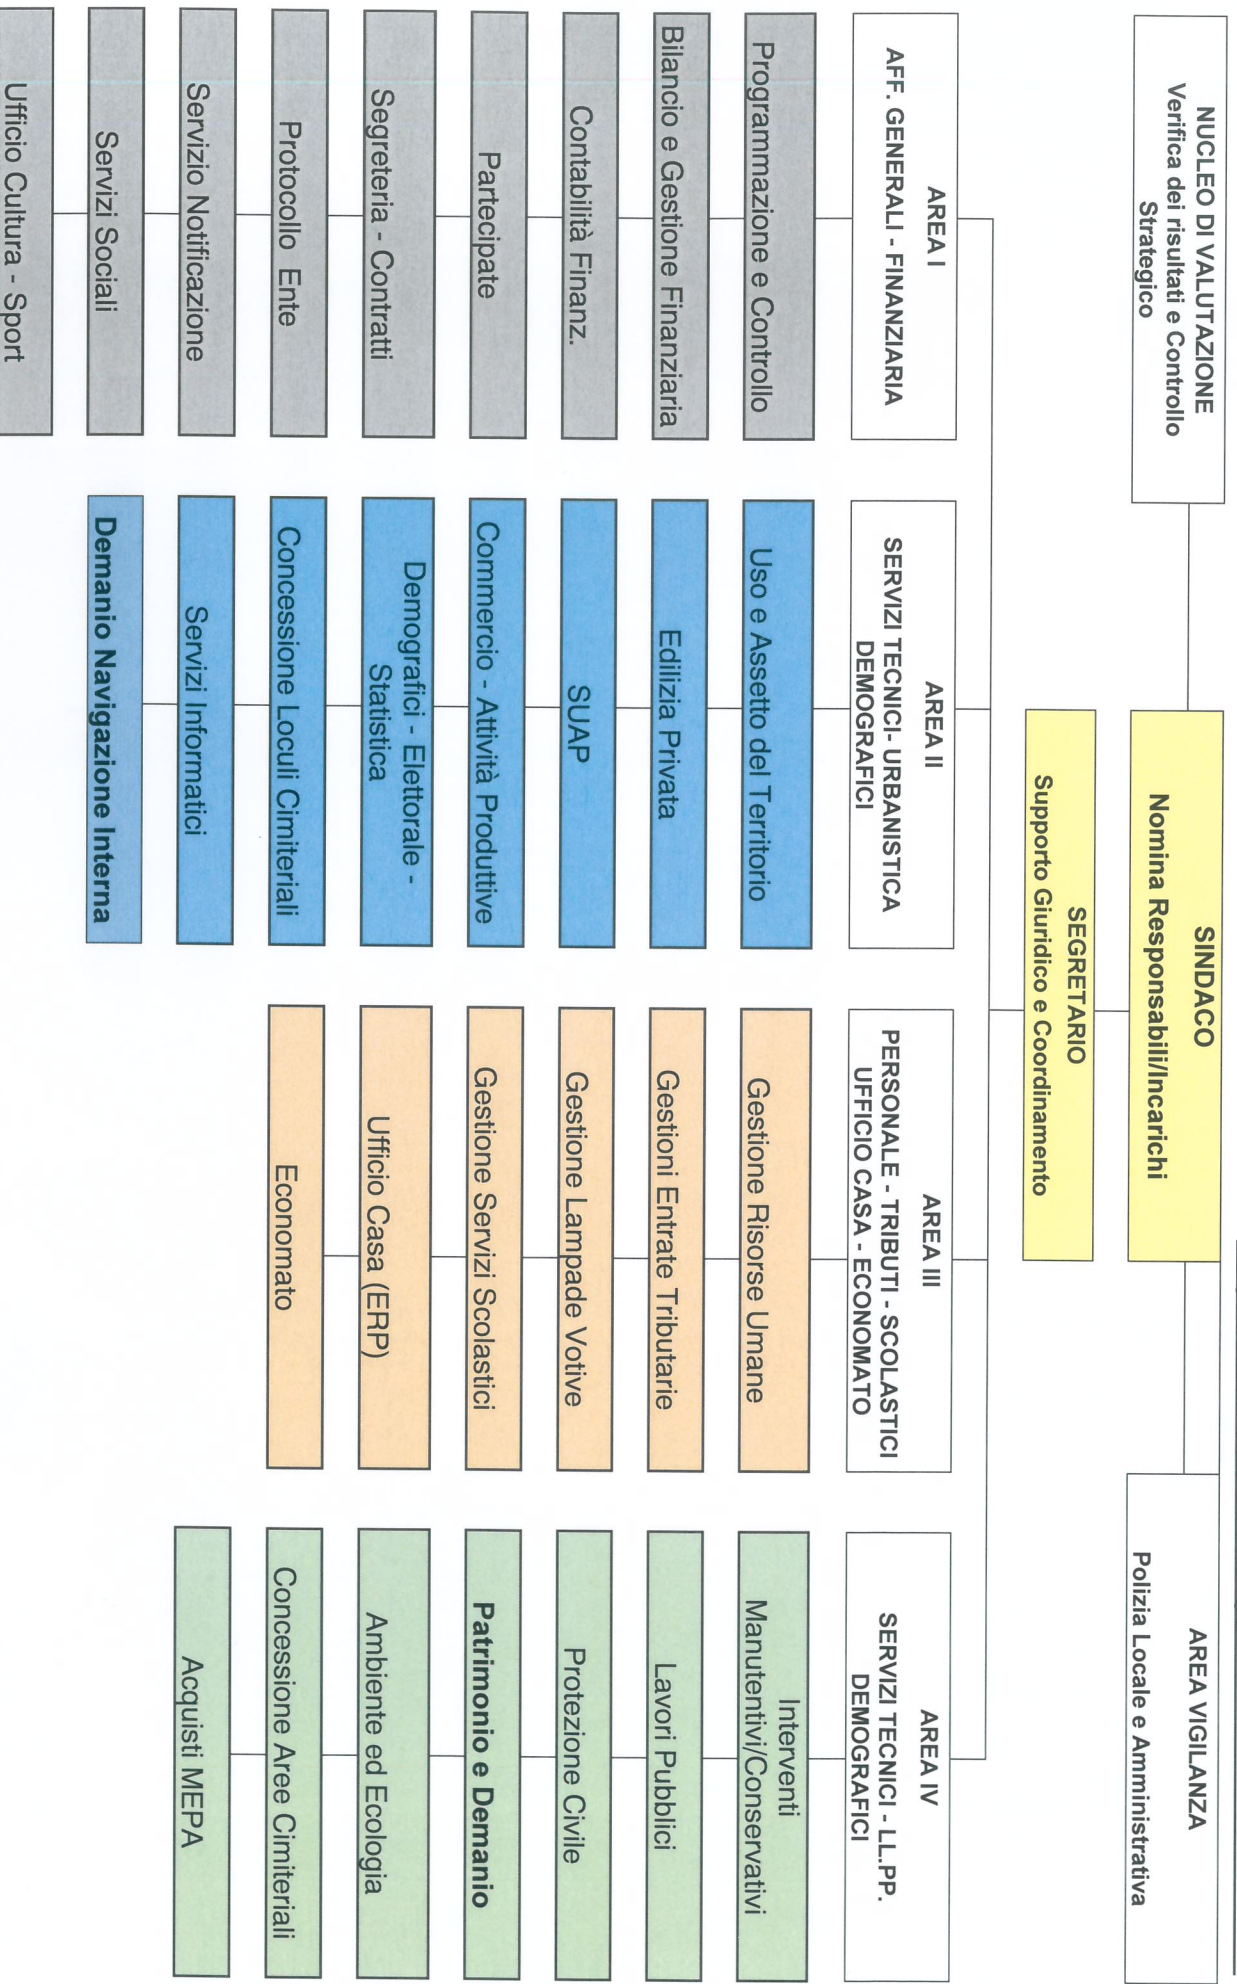 NUCLEO DI VALUTAZIONE
Verifica dei risultati e Controllo
Strategico
SINDACO
Nomina Responsabili/Incarichi
AREA VIGILANZA
Polizia Locale e Amministrativa
SEGRETARIO
Supporto Giuridico e Coordinamento
AREA I
AFF. GENERALI - FINANZIARIA
Programmazione e Controllo
Bilancio e Gestione Finanziaria
Contabilità Finanz.
Partecipate
Segreteria - Contratti
Protocollo Ente
Servizio Notificazione
Servizi Sociali
Ufficio Cultura - Sport
AREA II
SERVIZI TECNICI- URBANISTICA
DEMOGRAFICI
Uso e Assetto del Territorio
Edilizia Privata
SUAP
Commercio - Attività Produttive
Demografici - Elettorale -
Statistica
Concessione Loculi Cimiteriali
Servizi Informatici
Demanio Navigazione Interna
AREA III
PERSONALE - TRIBUTI - SCOLASTICI
UFFICIO CASA - ECONOMATO
Gestione Risorse Umane
Gestioni Entrate Tributarie
Gestione Lampade Votive
Gestione Servizi Scolastici
Ufficio Casa (ERP)
Economato
AREA IV
SERVIZI TECNICI - LL.PP.
DEMOGRAFICI
Interventi
Manutentivi/Conservativi
Lavori Pubblici
Protezione Civile
Patrimonio e Demanio
Ambiente ed Ecologia
Concessione Aree Cimiteriali
Acquisti MEPA